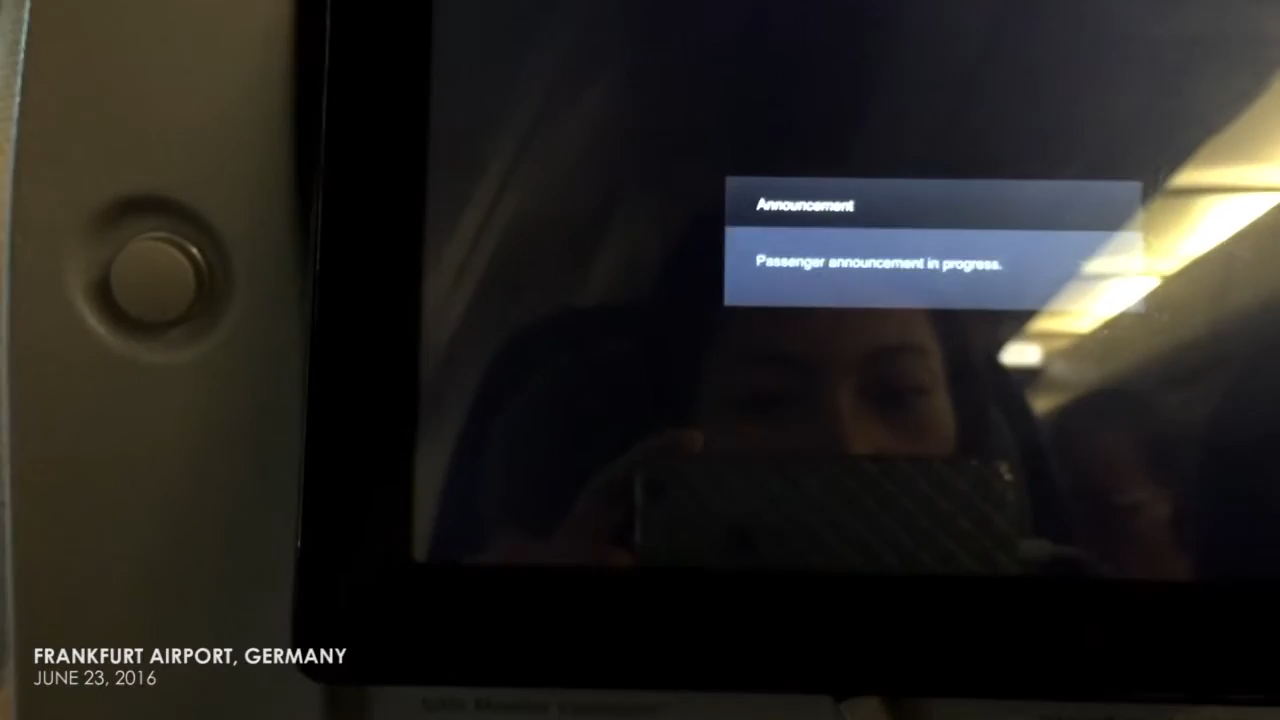 Announcement
Passenger announcement in progress.
FRANKFURT AIRPORT, GERMANY
JUNE 23, 2016